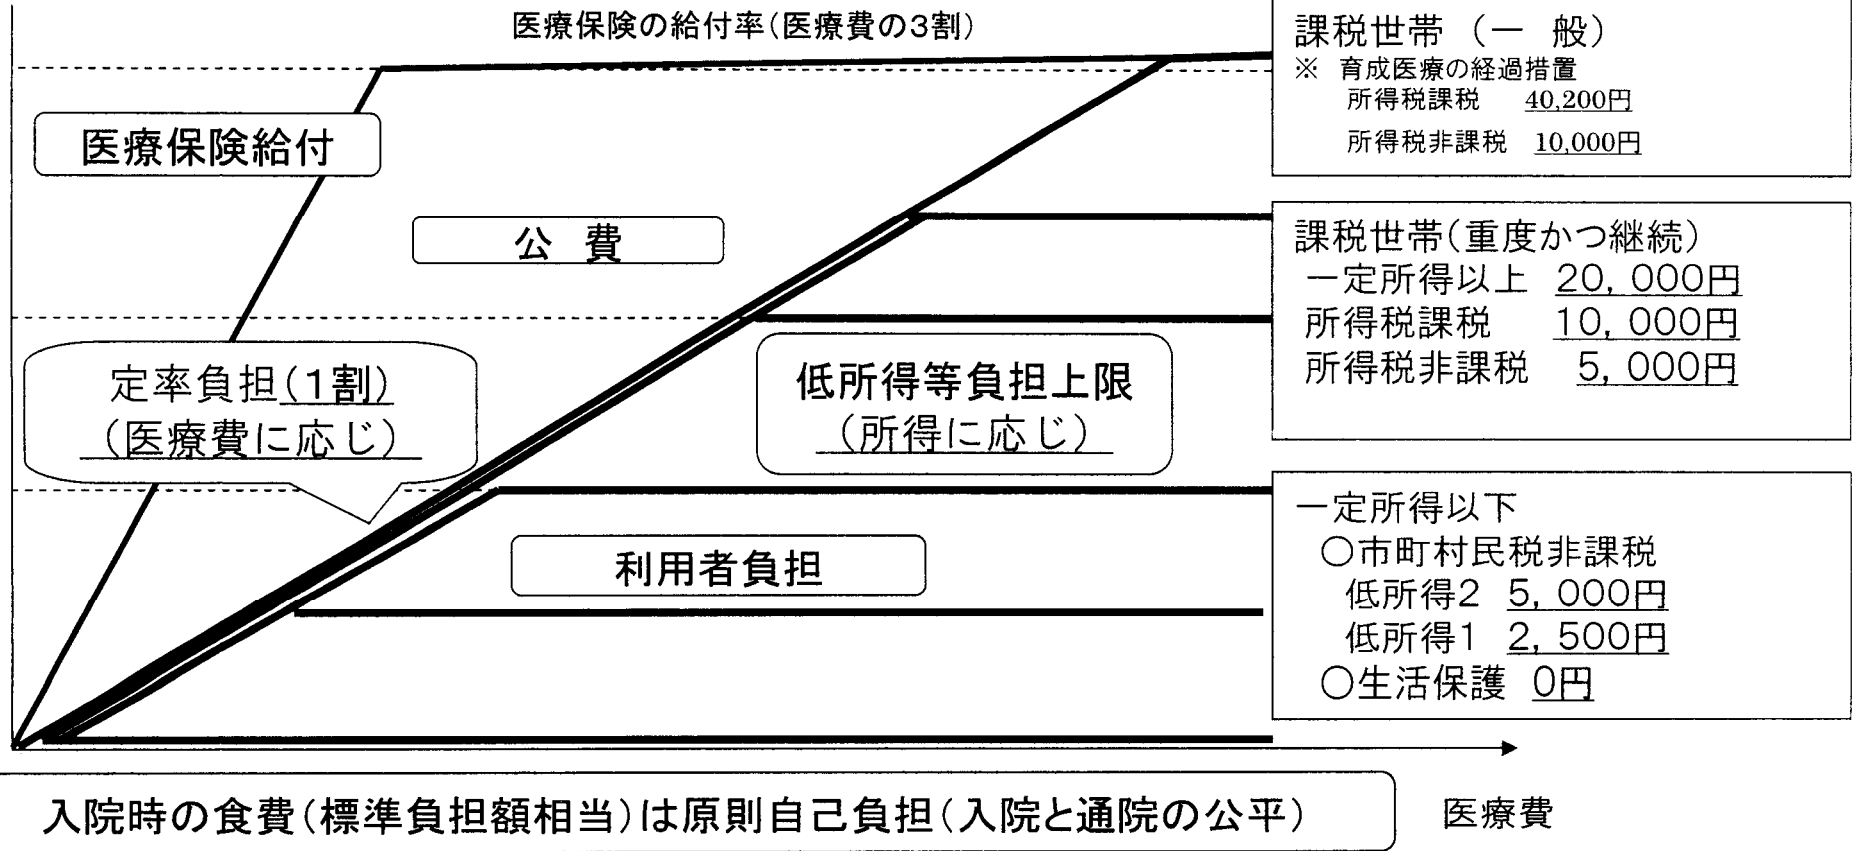 医療保険の給付率(医療費の3割)
課税世帯 (一 般)
※ 育成医療の経過措置
所得税課税 40,200円
所得税非課税 10,000円
医療保険給付
公 費
課税世帯(重度かつ継続)
一定所得以上 20,000円
所得税課税 10,000円
所得税非課税 5,000円
定率負担(1割)
(医療費に応じ)
低所得等負担上限
(所得に応じ)
利用者負担
一定所得以下
○市町村民税非課税
低所得2 5,000円
低所得1 2,500円
○生活保護 0円
入院時の食費(標準負担額相当)は原則自己負担(入院と通院の公平)
医療費